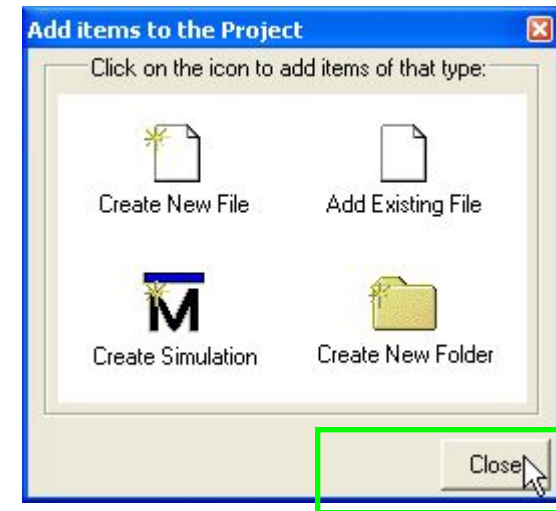 Add items to the Project
Click on the icon to add items of that type:
Create New File
Add Existing File
M
Create Simulation
Create New Folder
Close